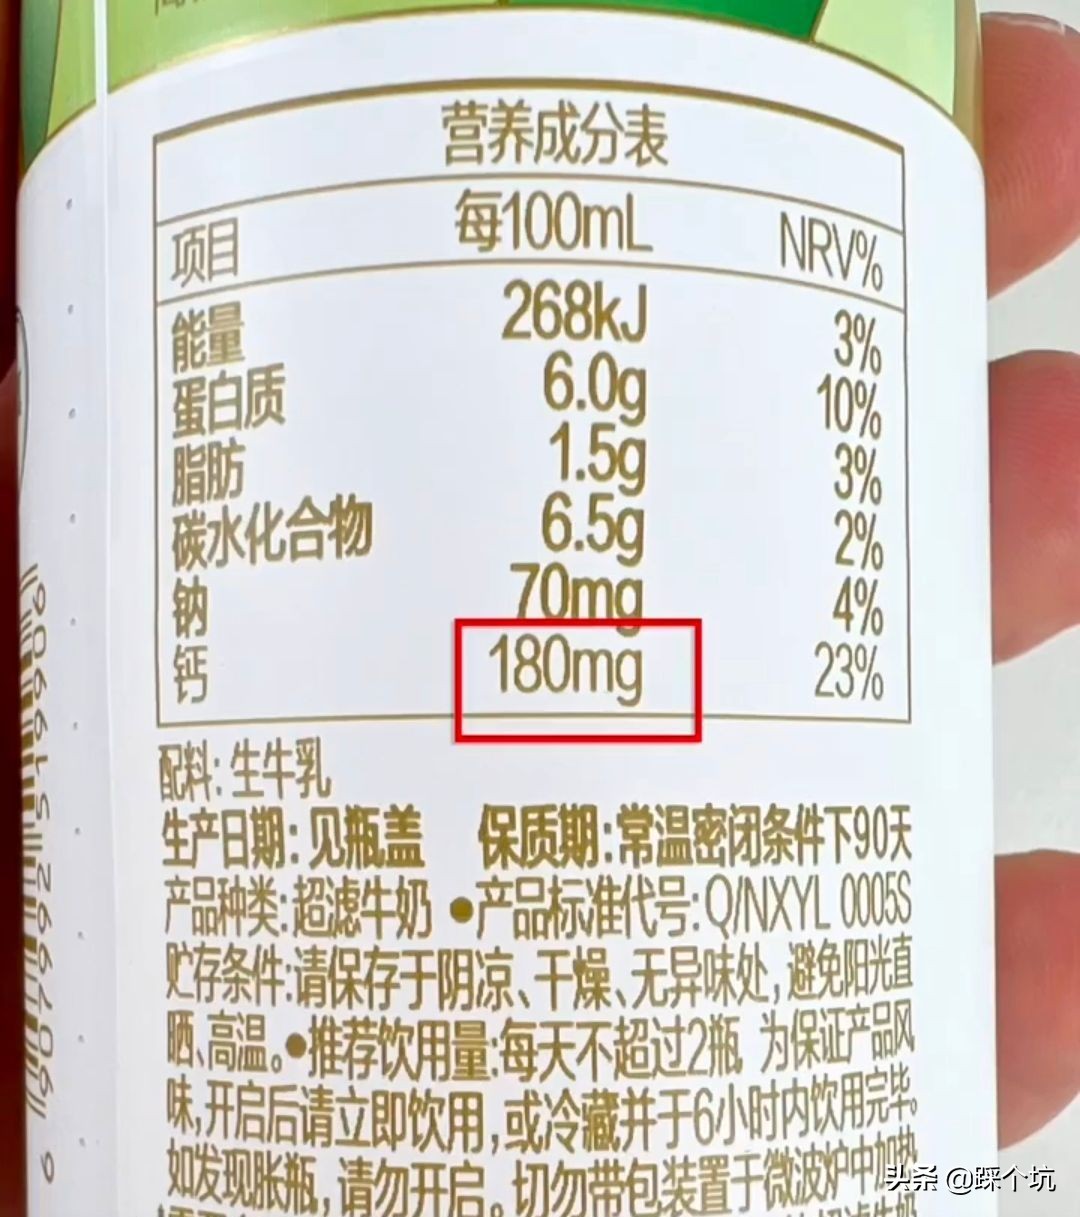 营养成分表
项目 每100mL NRV%
能量 268kJ 3%
蛋白质 6.0g 10%
脂肪 1.5g 3%
碳水化合物 6.5g 2%
钠 70mg 4%
钙 180mg 23%
配料:生牛乳
生产日期:见瓶盖 保质期:常温密闭条件下90天
产品种类:超滤牛奶 ●产品标准代号:Q/NXYL 0005S
贮存条件:请保存于阴凉、干燥、无异味处,避免阳光直
晒、高温。●推荐饮用量:每天不超过2瓶 为保证产品风
味,开启后请立即饮用,或冷藏并于6小时内饮用完毕。
如发现胀瓶,请勿开启。切勿带包装置于微波炉中加热
头条 @踩个坑